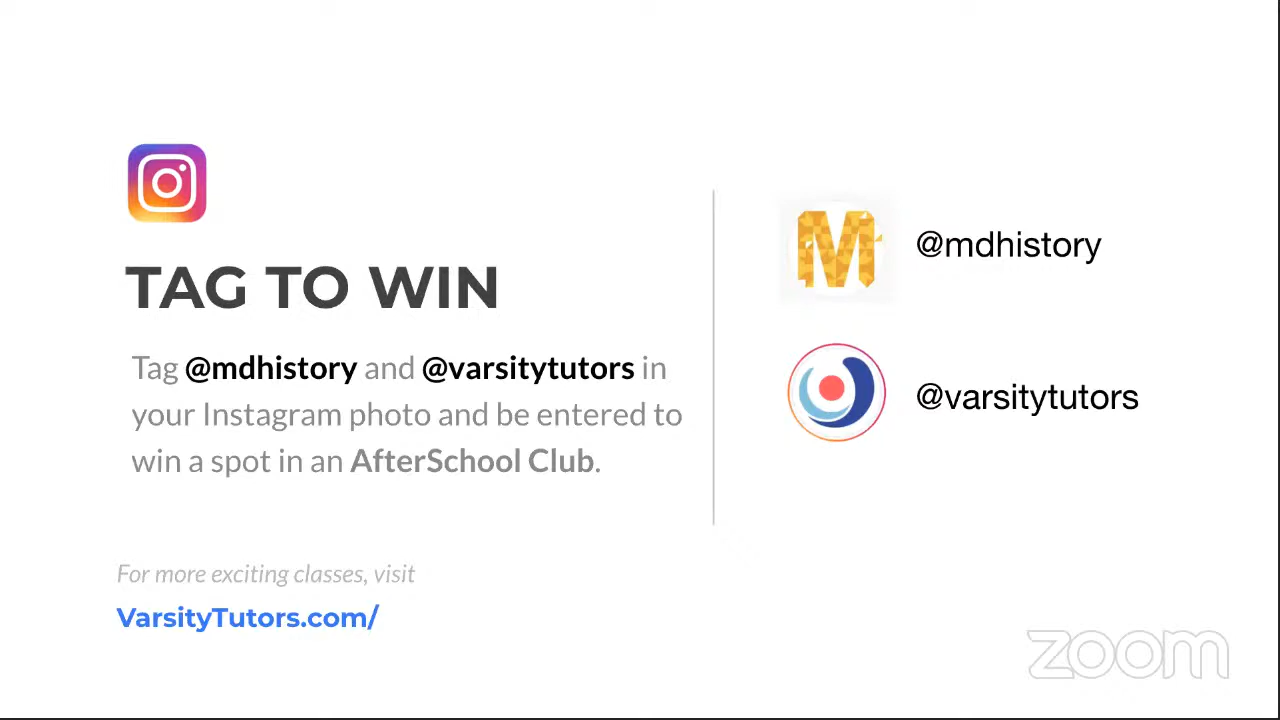 TAG TO WIN
Tag @mdhistory and @varsitytutors in
your Instagram photo and be entered to
win a spot in an AfterSchool Club.
For more exciting classes, visit
VarsityTutors.com/
M
@mdhistory
@varsitytutors
zoom